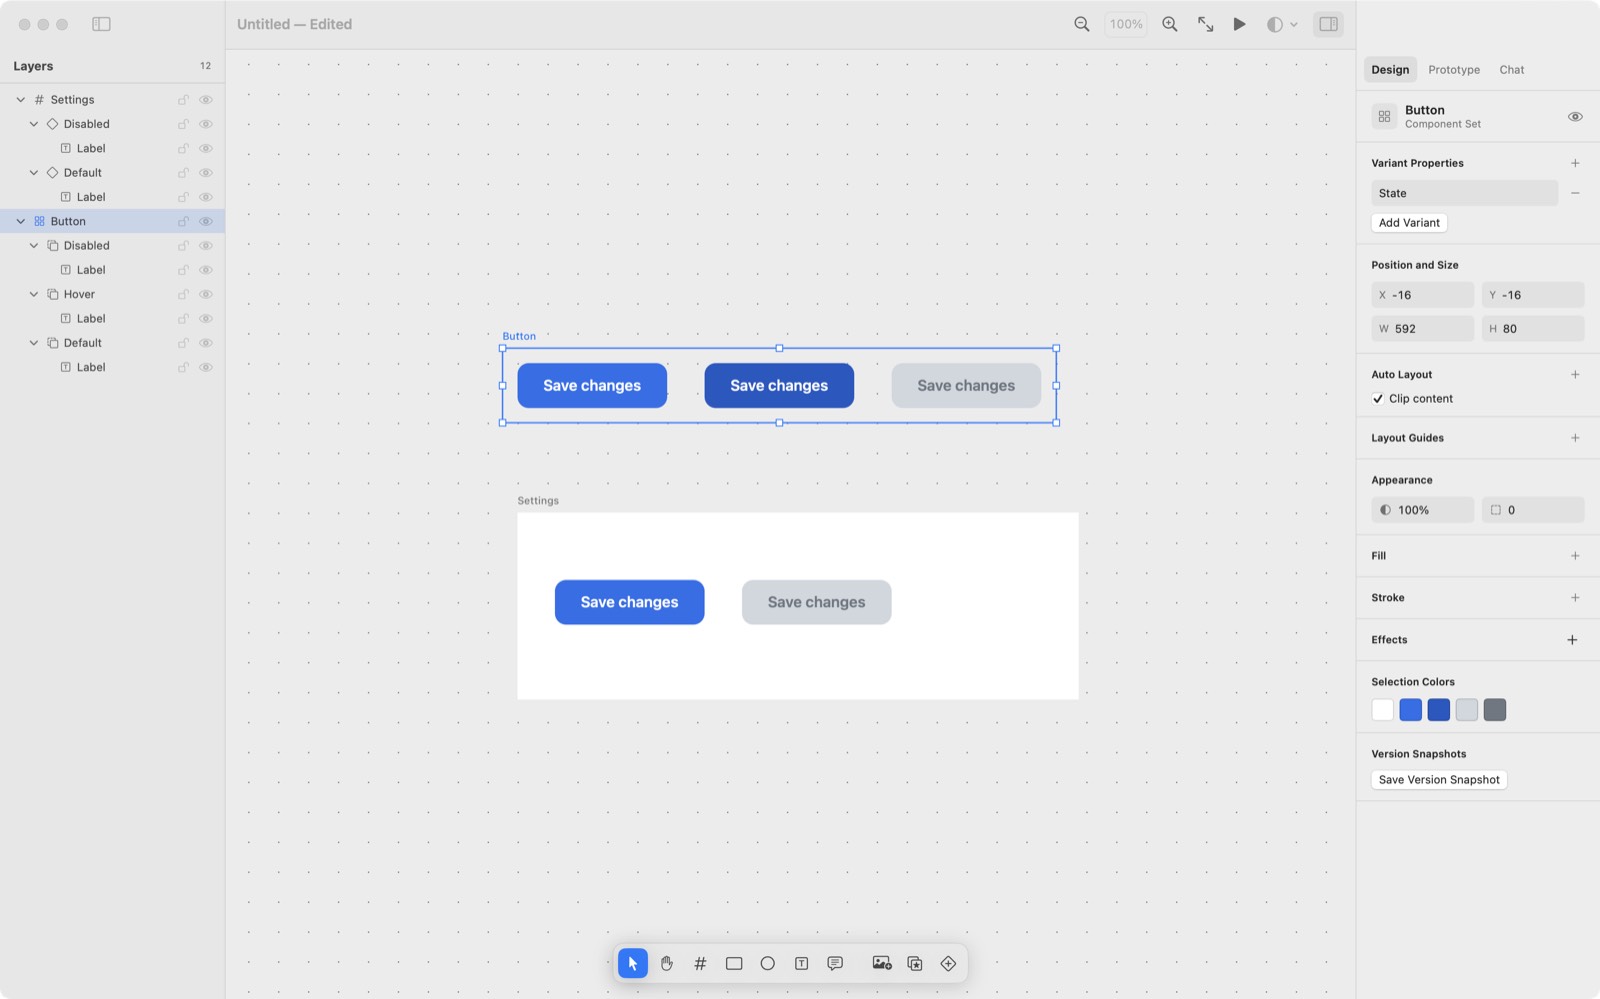 Untitled — Edited
100%
Layers
12
Settings
Disabled
Label
Default
Label
Button
Disabled
Label
Hover
Label
Default
Label
Button
Save changes
Save changes
Save changes
Settings
Save changes
Save changes
Design Prototype Chat
Button
Component Set
Variant Properties
State
Add Variant
Position and Size
X -16 Y -16
W 592 H 80
Auto Layout
Clip content
Layout Guides
Appearance
100% 0
Fill
Stroke
Effects
Selection Colors
Version Snapshots
Save Version Snapshot